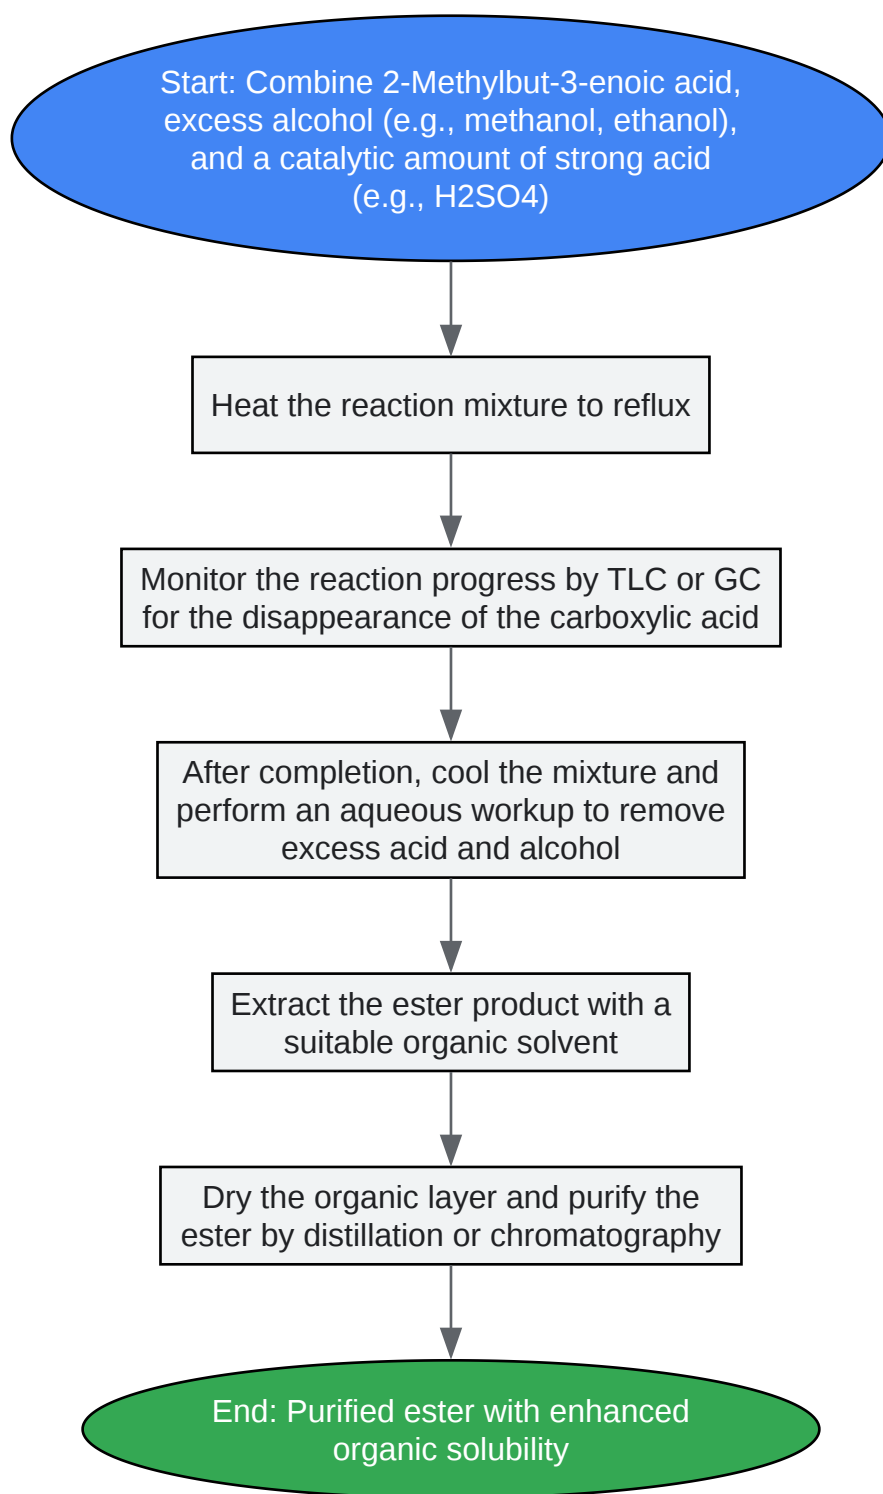 Start: Combine 2-Methylbut-3-enoic acid,
excess alcohol (e.g., methanol, ethanol),
and a catalytic amount of strong acid
(e.g., H2SO4)
Heat the reaction mixture to reflux
Monitor the reaction progress by TLC or GC
for the disappearance of the carboxylic acid
After completion, cool the mixture and
perform an aqueous workup to remove
excess acid and alcohol
Extract the ester product with a
suitable organic solvent
Dry the organic layer and purify the
ester by distillation or chromatography
End: Purified ester with enhanced
organic solubility